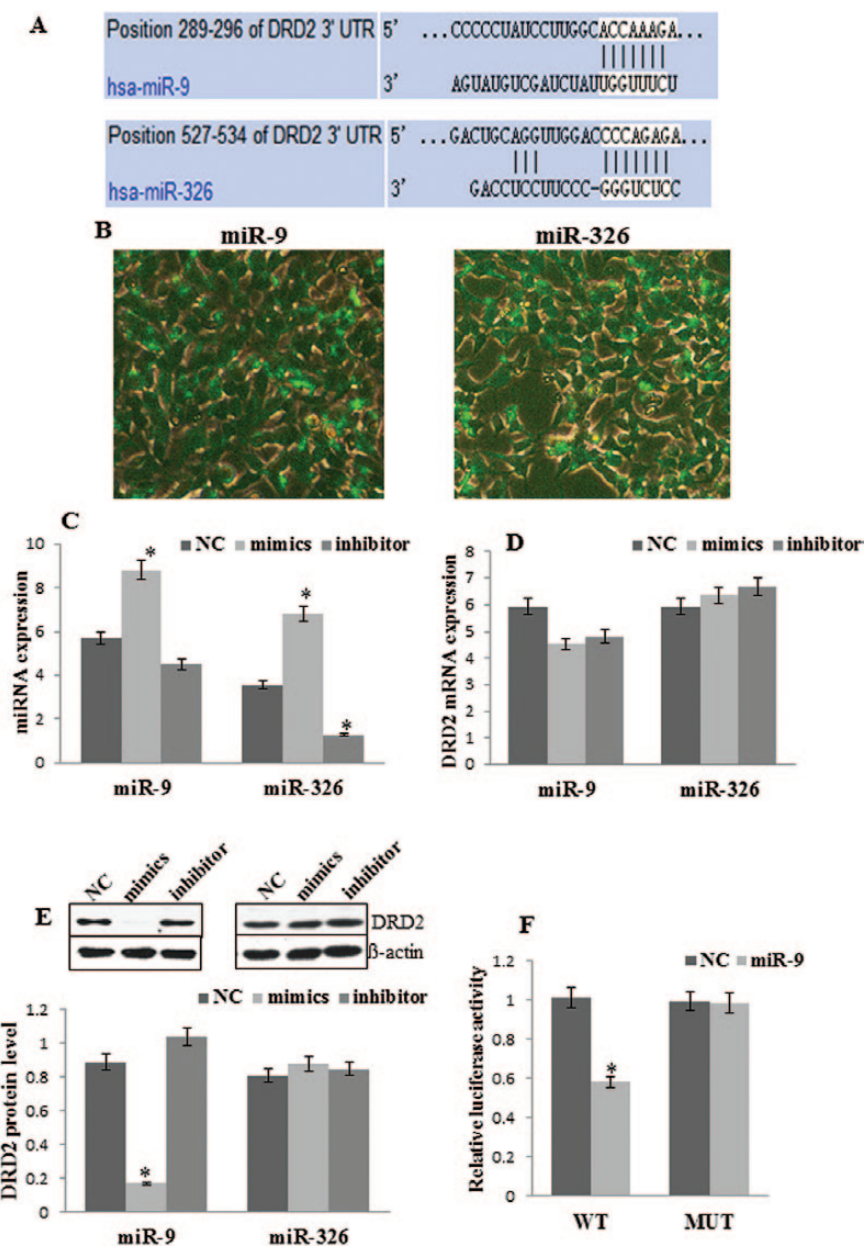 A
Position 289-296 of DRD2 3' UTR 5' ...CCCCCUAUCCUUGGCACCAAAGA...
hsa-miR-9 3' AGUAUGUCGAUCUAUUGGUUUCU
Position 527-534 of DRD2 3' UTR 5' ...GACUGCAGGUUGGACCCCAGAGA...
hsa-miR-326 3' GACCUCCUUCCC-GGGUCUCC
B
miR-9 miR-326
C
NC mimics inhibitor
miRNA expression
10
8
6
4
2
0
* * *
miR-9 miR-326
D
NC mimics inhibitor
DRD2 mRNA expression
8
7
6
5
4
3
2
1
0
miR-9 miR-326
E
NC mimics inhibitor NC mimics inhibitor
DRD2
ß-actin
NC mimics inhibitor
DRD2 protein level
1.2
1
0.8
0.6
0.4
0.2
0
*
miR-9 miR-326
F
NC miR-9
Relative luciferase activity
1.2
1
0.8
0.6
0.4
0.2
0
*
WT MUT